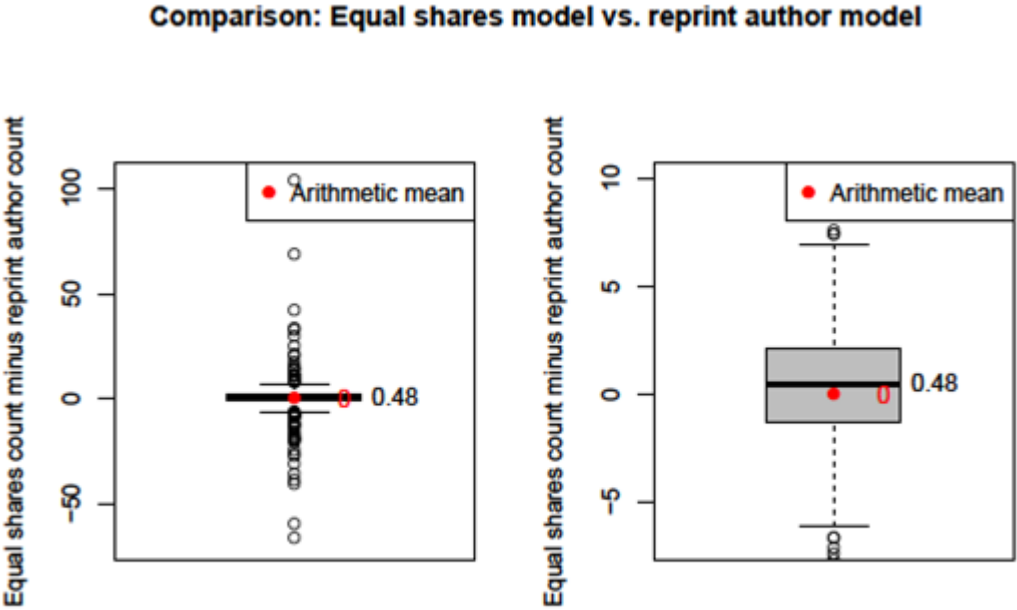 Comparison: Equal shares model vs. reprint author model
Equal shares count minus reprint author count
100
50
0
−50
Arithmetic mean
0
0.48
Equal shares count minus reprint author count
10
5
0
−5
Arithmetic mean
0
0.48